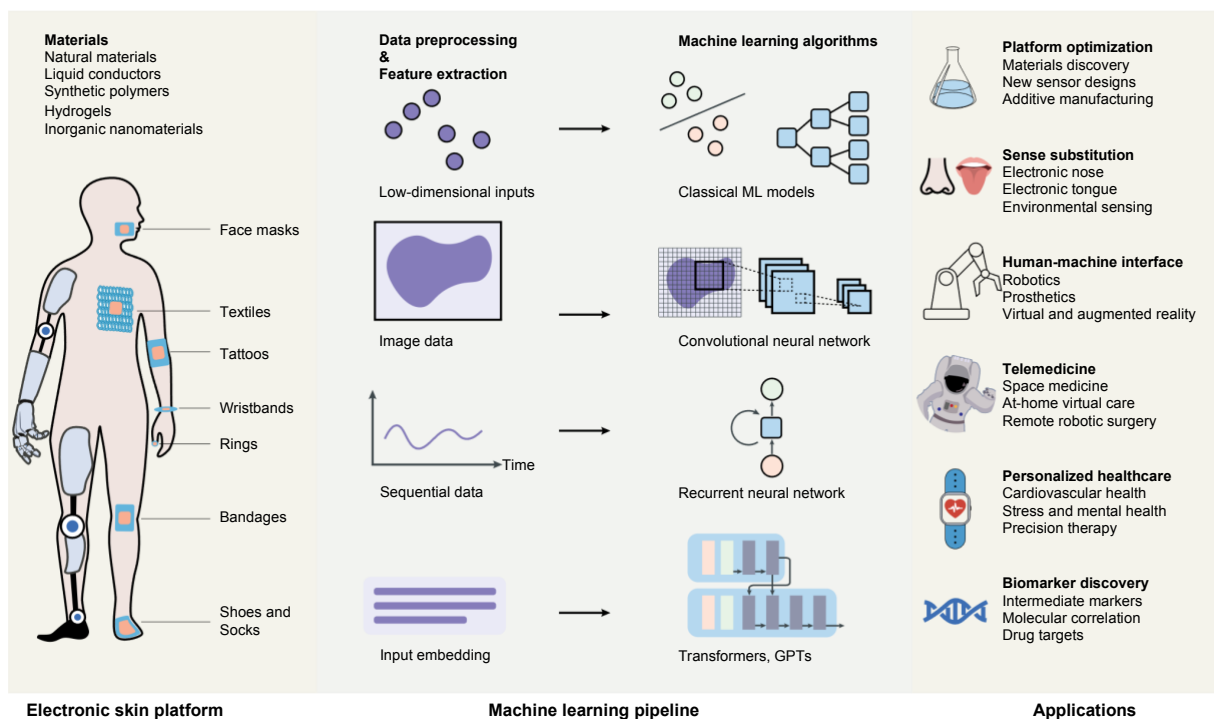 Materials
Natural materials
Liquid conductors
Synthetic polymers
Hydrogels
Inorganic nanomaterials
Face masks
Textiles
Tattoos
Wristbands
Rings
Bandages
Shoes and
Socks
Electronic skin platform
Data preprocessing
&
Feature extraction
Machine learning algorithms
Low-dimensional inputs
Classical ML models
Image data
Convolutional neural network
Time
Sequential data
Recurrent neural network
Input embedding
Transformers, GPTs
Machine learning pipeline
Platform optimization
Materials discovery
New sensor designs
Additive manufacturing
Sense substitution
Electronic nose
Electronic tongue
Environmental sensing
Human-machine interface
Robotics
Prosthetics
Virtual and augmented reality
Telemedicine
Space medicine
At-home virtual care
Remote robotic surgery
Personalized healthcare
Cardiovascular health
Stress and mental health
Precision therapy
Biomarker discovery
Intermediate markers
Molecular correlation
Drug targets
Applications